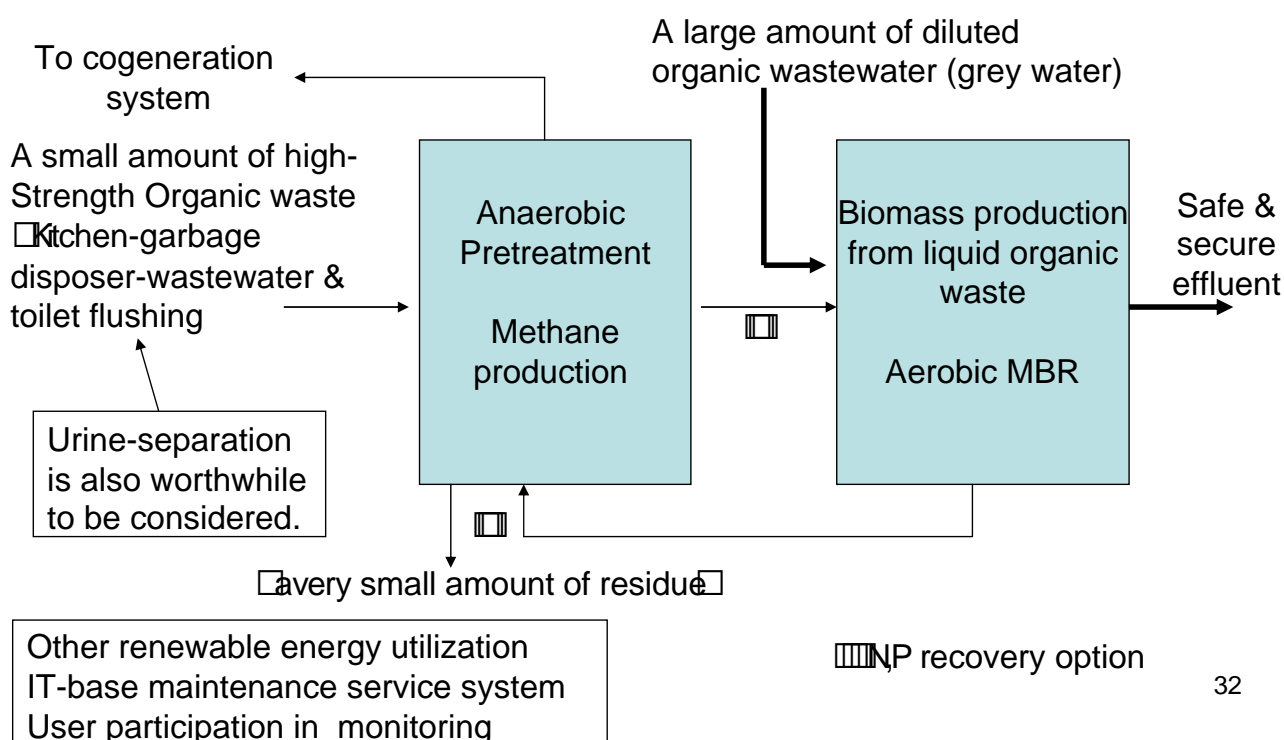 To cogeneration
system
A large amount of diluted
organic wastewater (grey water)
A small amount of high-
Strength Organic waste
□Kitchen-garbage
disposer-wastewater &
toilet flushing
Anaerobic
Pretreatment
Methane
production
Biomass production
from liquid organic
waste
Aerobic MBR
Safe &
secure
effluent
Urine-separation
is also worthwhile
to be considered.
□avery small amount of residue□
Other renewable energy utilization
IT-base maintenance service system
User participation in monitoring
N,P recovery option
32